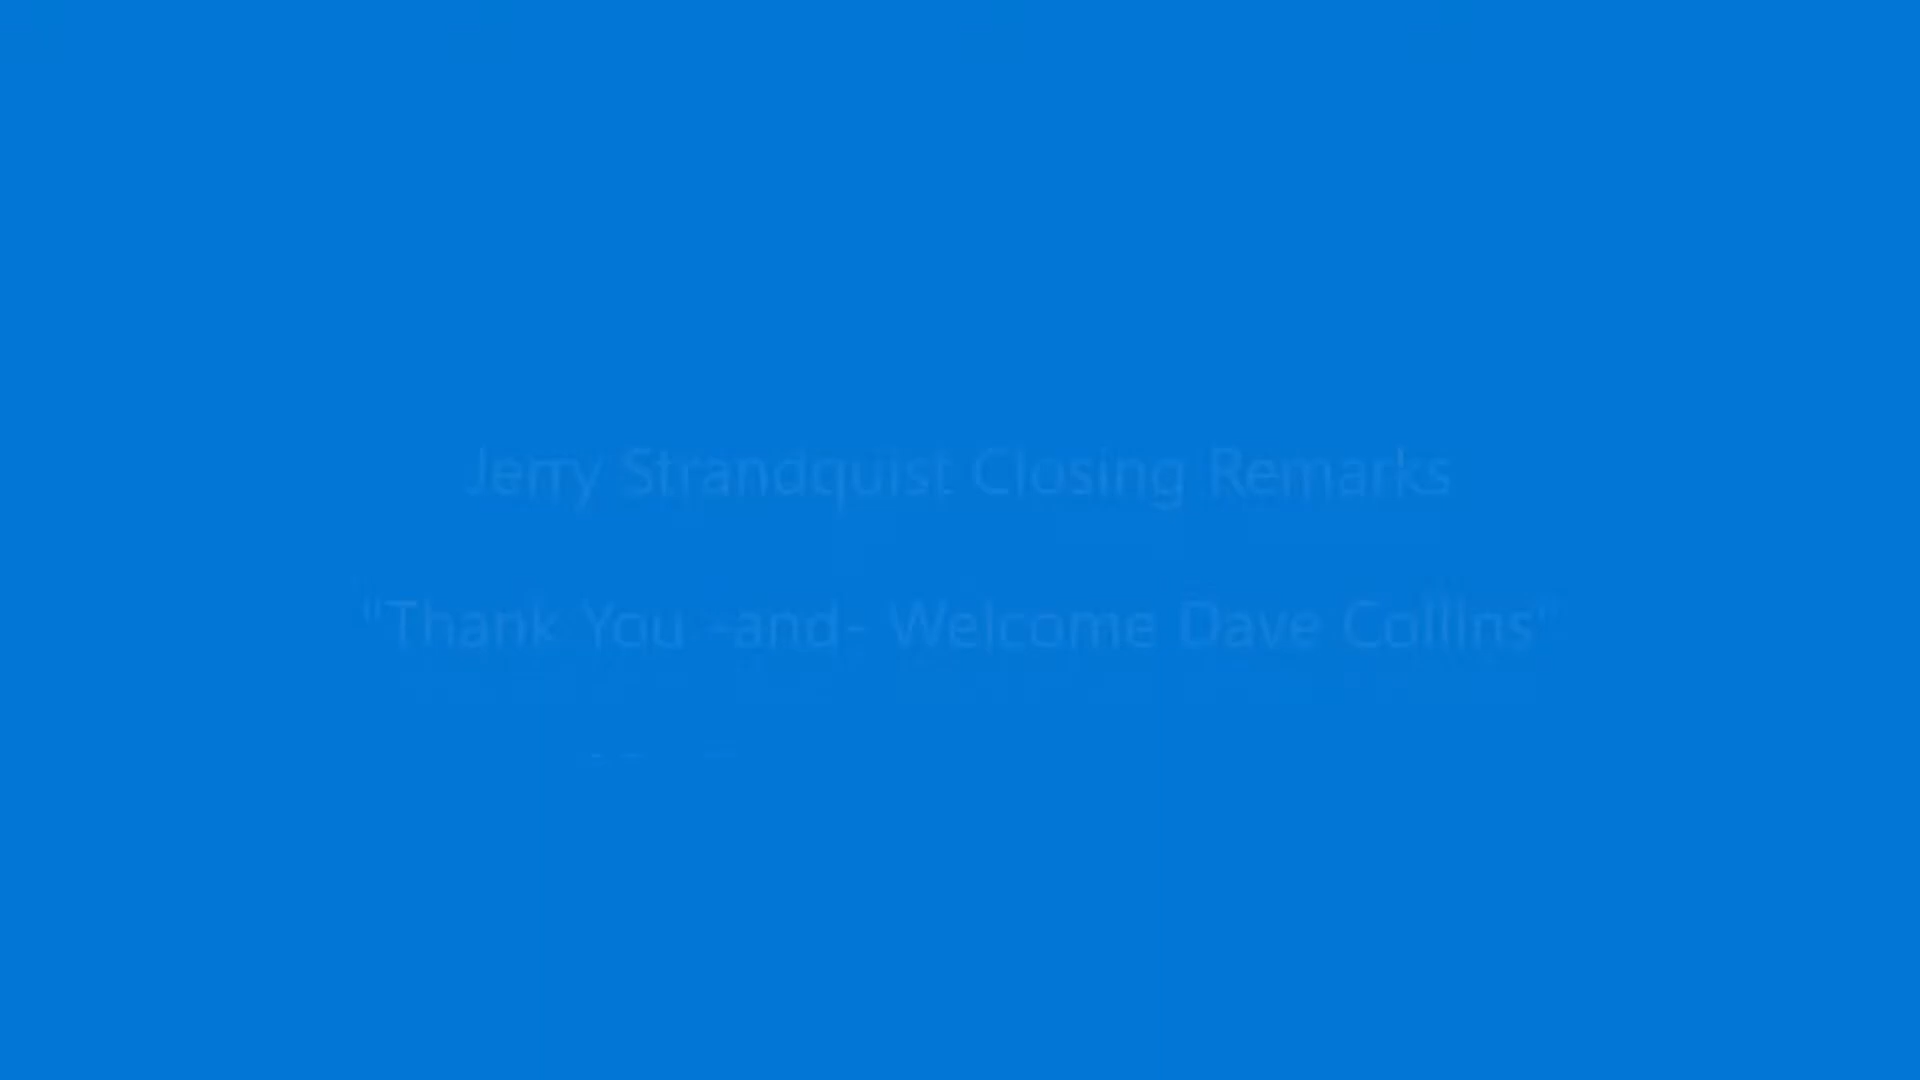 Jerry Strandquist Closing Remarks
"Thank You -and- Welcome Dave Collins"